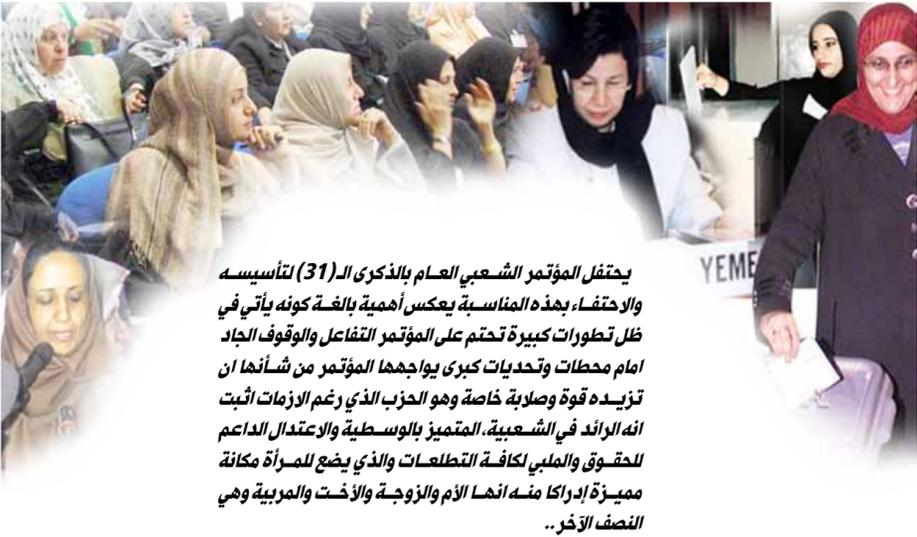 YEME
يحتفل المؤتمر الشعبي العام بالذكرى الـ(31) لتأسيسه
والاحتفاء بهذه المناسبة يعكس أهمية بالغة كونه يأتي في
ظل تطورات كبيرة تحتم على المؤتمر التفاعل والوقوف الجاد
امام محطات وتحديات كبرى يواجهها المؤتمر من شأنها ان
تزيده قوة وصلابة خاصة وهو الحزب الذي رغم الازمات اثبت
انه الرائد في الشعبية، المتميز بالوسطية والاعتدال الداعم
للحقوق والملبي لكافة التطلعات والذي يضع للمرأة مكانة
مميزة إدراكا منه انها الأم والزوجة والأخت والمربية وهي
النصف الآخر..